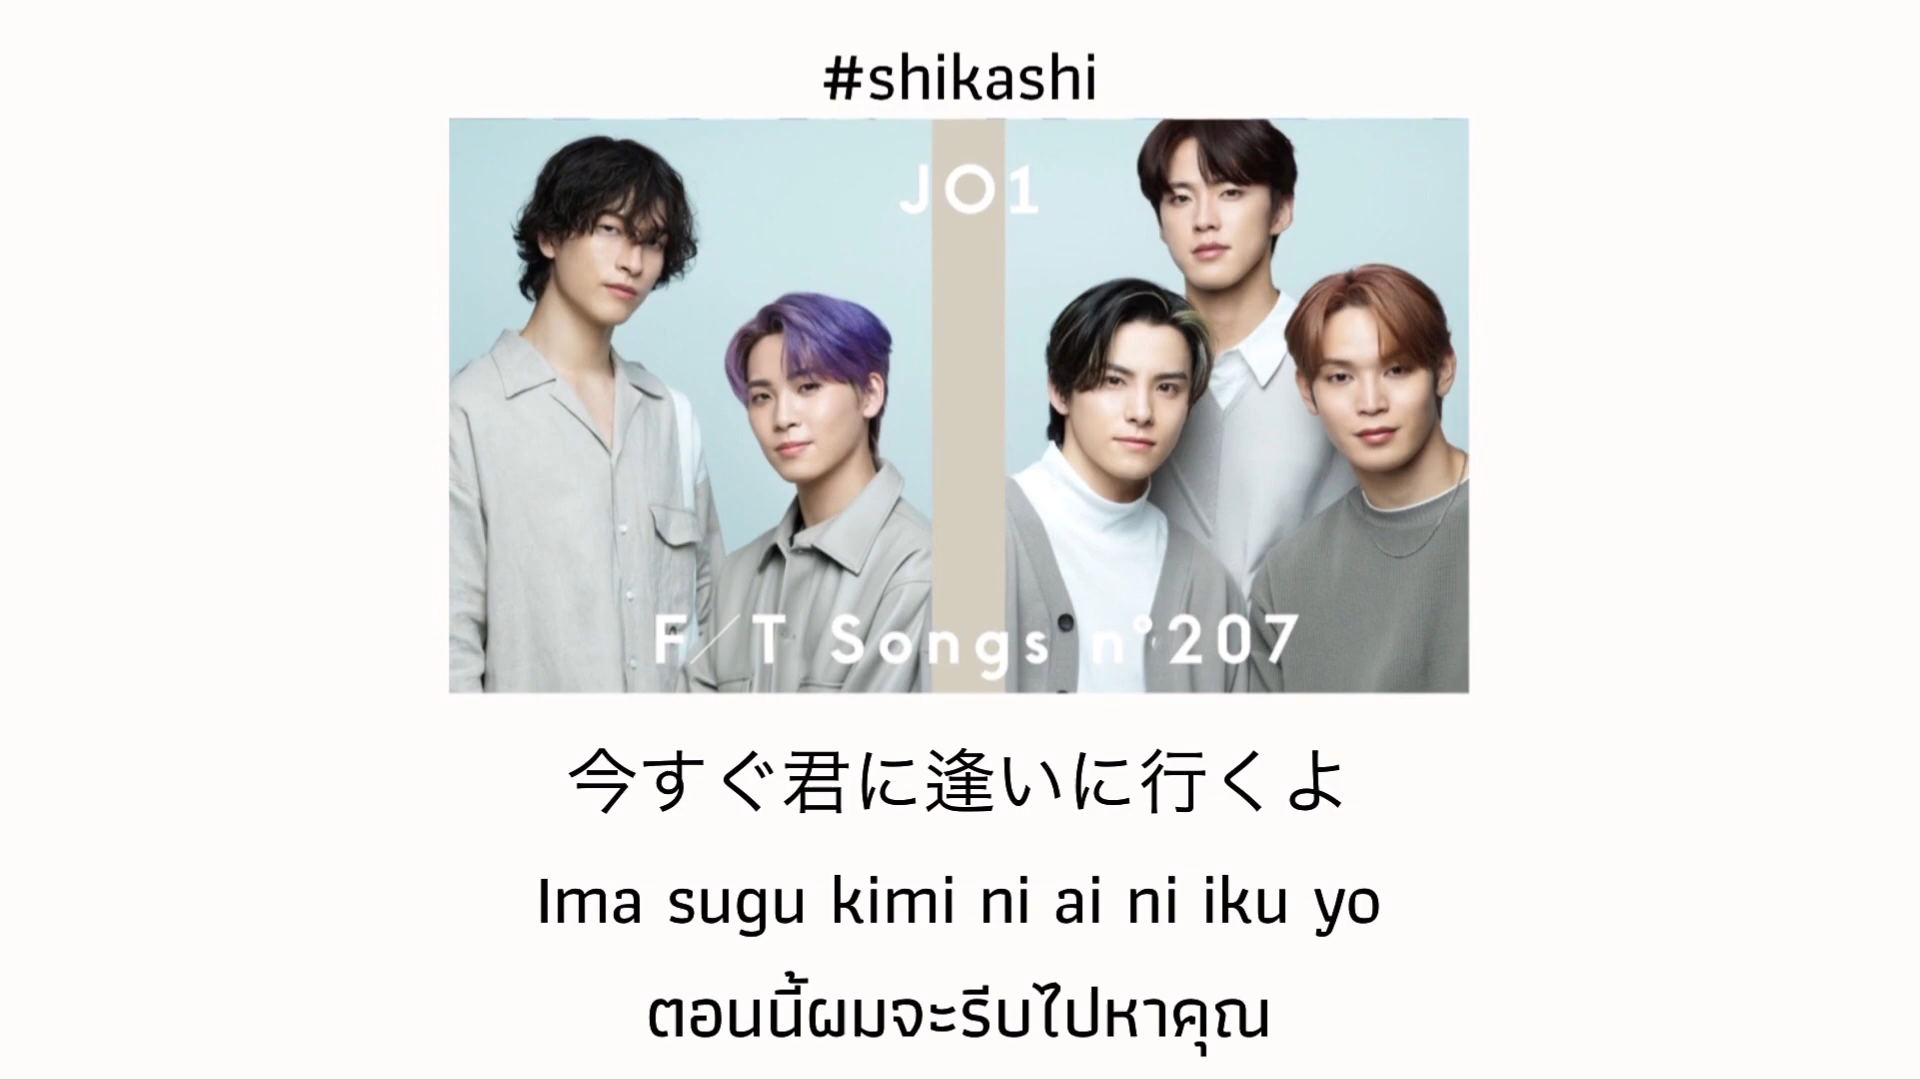 #shikashi
JO1
F/T Songs n°207
今すぐ君に逢いに行くよ
Ima sugu kimi ni ai ni iku yo
ตอนนี้ผมจะรีบไปหาคุณ